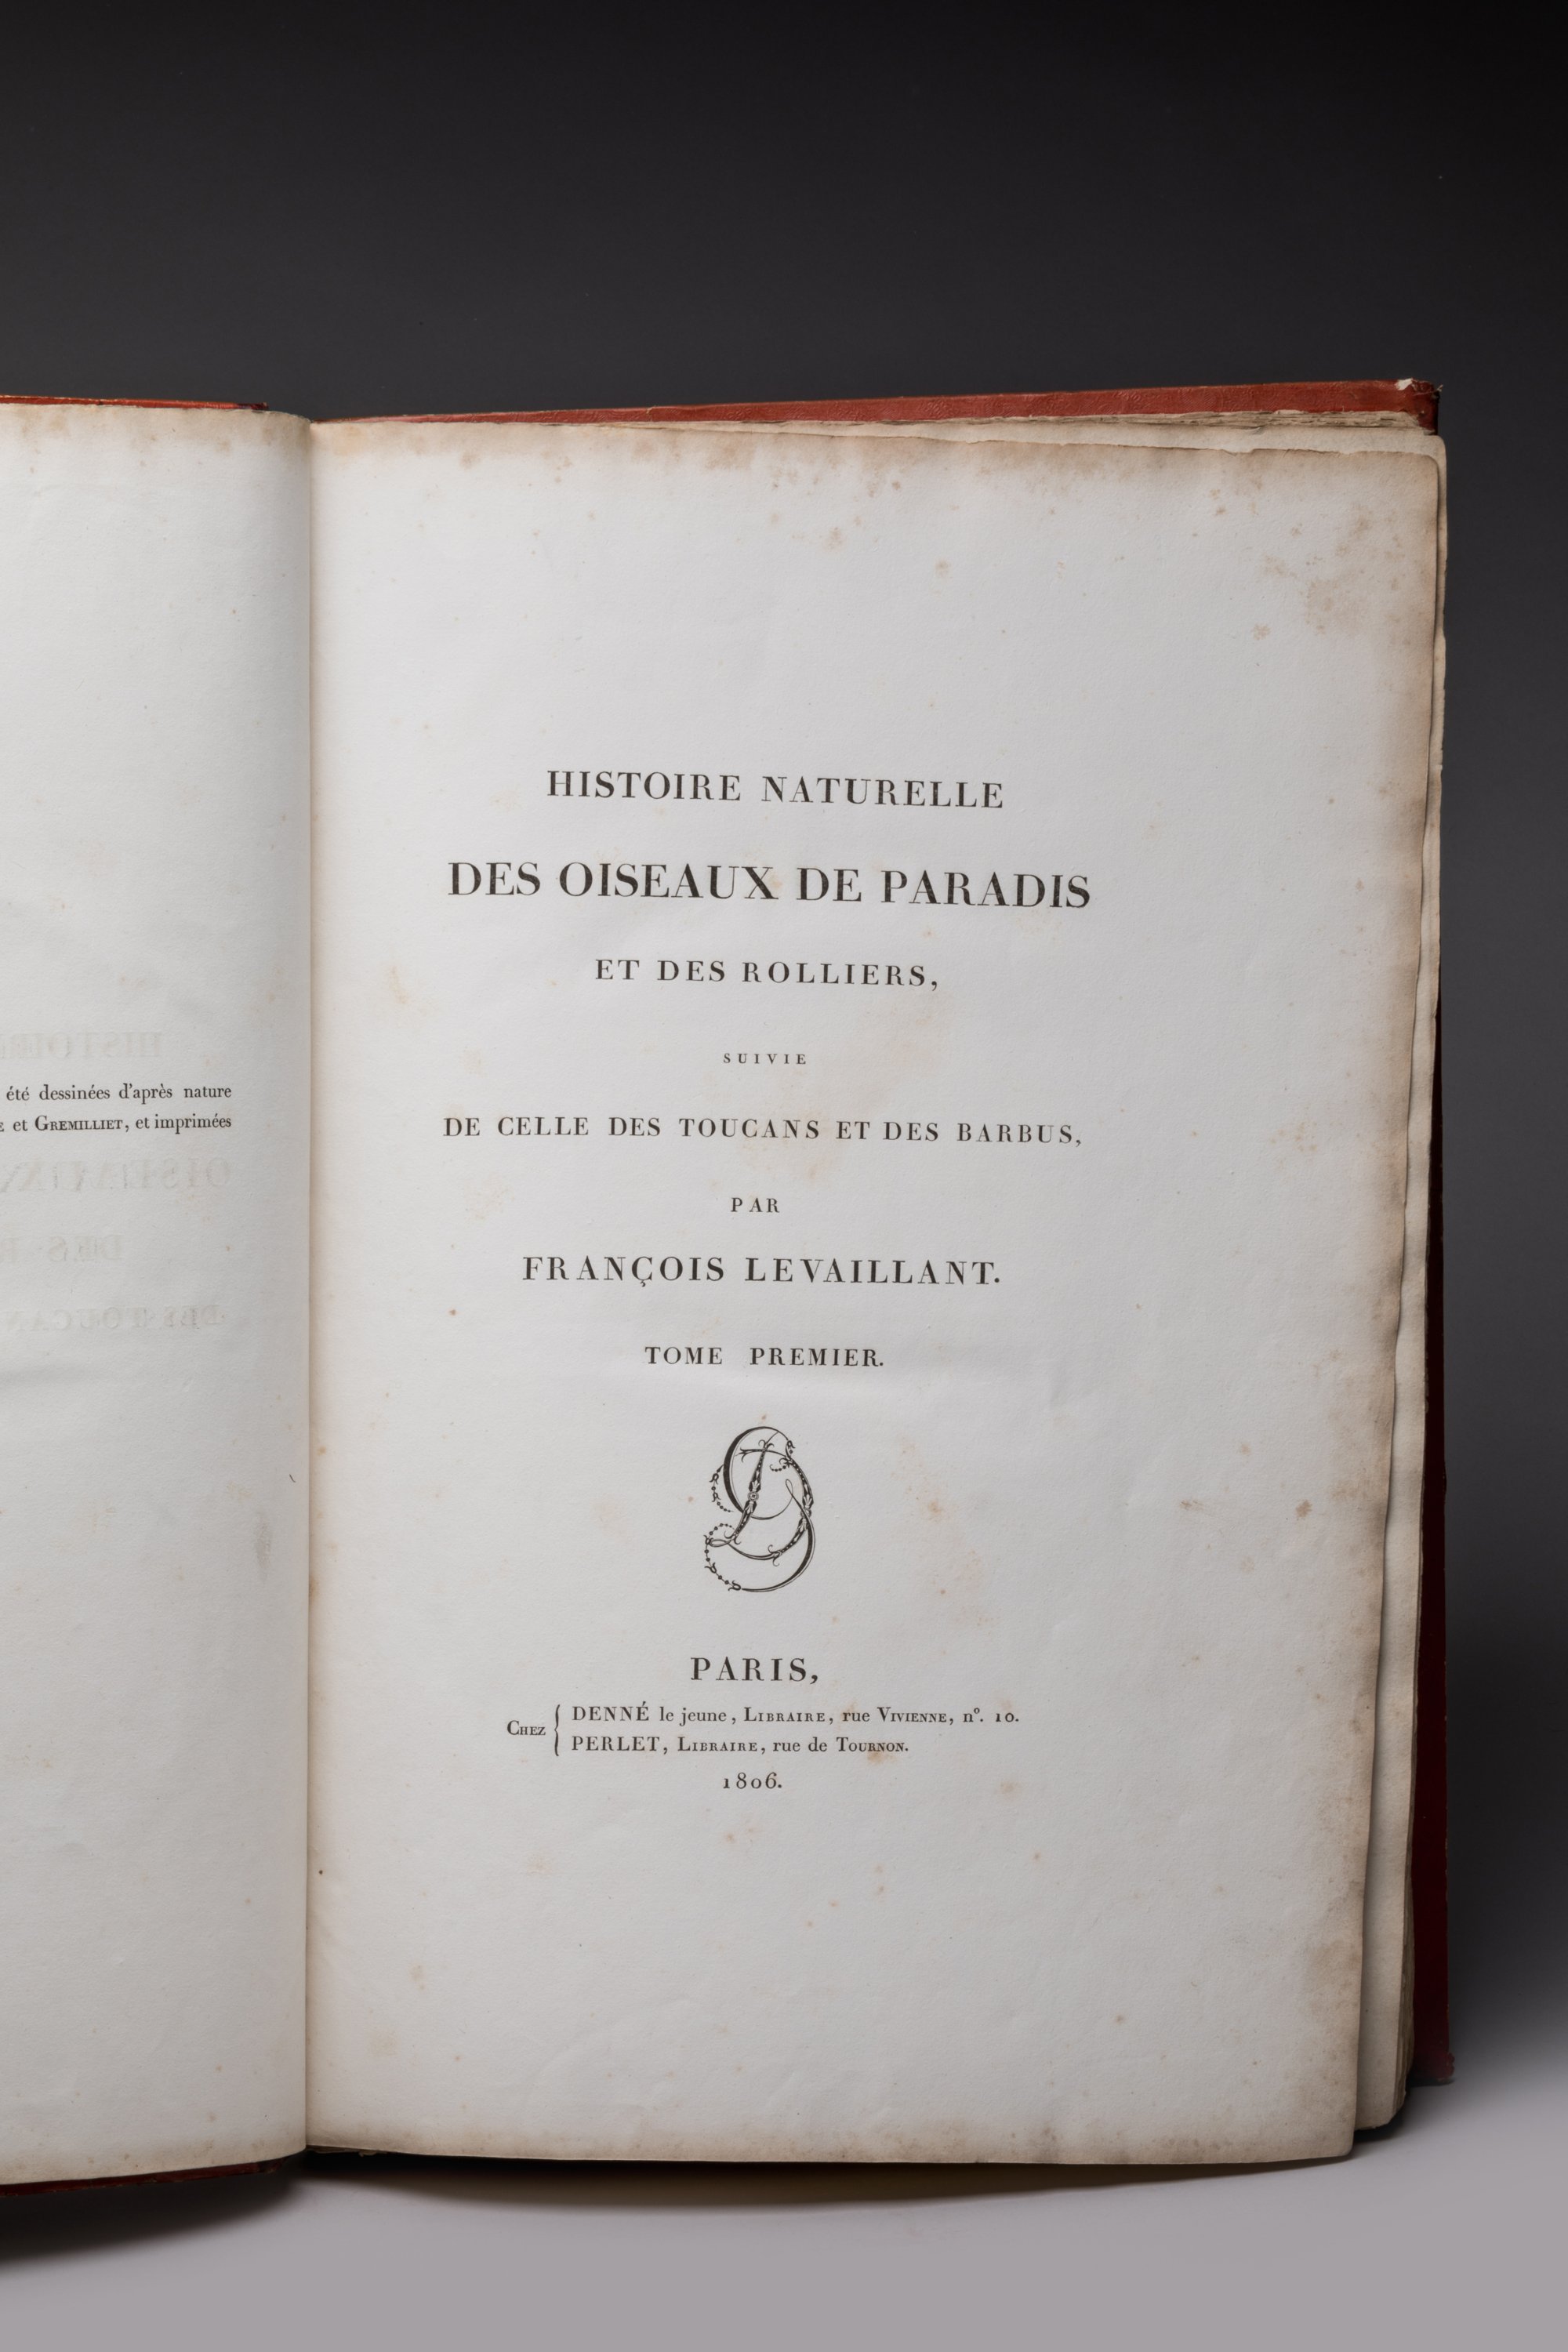 été dessinées d'après nature
et GREMILLIET, et imprimées
HISTOIRE NATURELLE
DES OISEAUX DE PARADIS
ET DES ROLLIERS,
SUIVIE
DE CELLE DES TOUCANS ET DES BARBUS,
PAR
FRANÇOIS LEVAILLANT.
TOME PREMIER.
PARIS,
CHEZ { DENNÉ le jeune, LIBRAIRE, rue VIVIENNE, nº. 10.
PERLET, LIBRAIRE, rue de TOURNON.
1806.